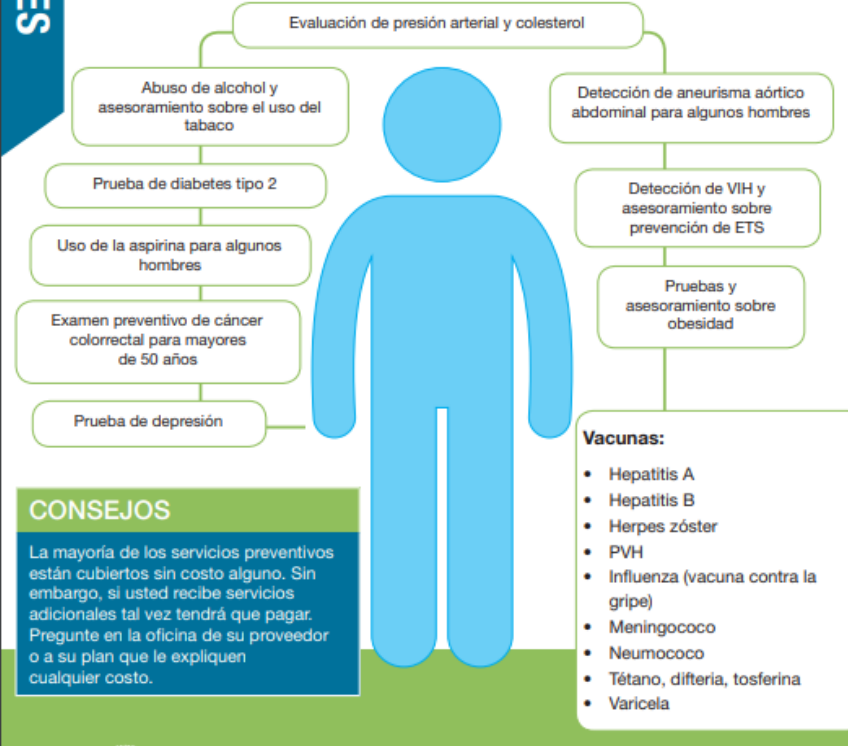 ES
Evaluación de presión arterial y colesterol
Abuso de alcohol y
asesoramiento sobre el uso del
tabaco
Prueba de diabetes tipo 2
Uso de la aspirina para algunos
hombres
Examen preventivo de cáncer
colorrectal para mayores
de 50 años
Prueba de depresión
Detección de aneurisma aórtico
abdominal para algunos hombres
Detección de VIH y
asesoramiento sobre
prevención de ETS
Pruebas y
asesoramiento sobre
obesidad
Vacunas:
• Hepatitis A
• Hepatitis B
• Herpes zóster
• PVH
• Influenza (vacuna contra la
gripe)
• Meningococo
• Neumococo
• Tétano, difteria, tosferina
• Varicela
CONSEJOS
La mayoría de los servicios preventivos
están cubiertos sin costo alguno. Sin
embargo, si usted recibe servicios
adicionales tal vez tendrá que pagar.
Pregunte en la oficina de su proveedor
o a su plan que le expliquen
cualquier costo.